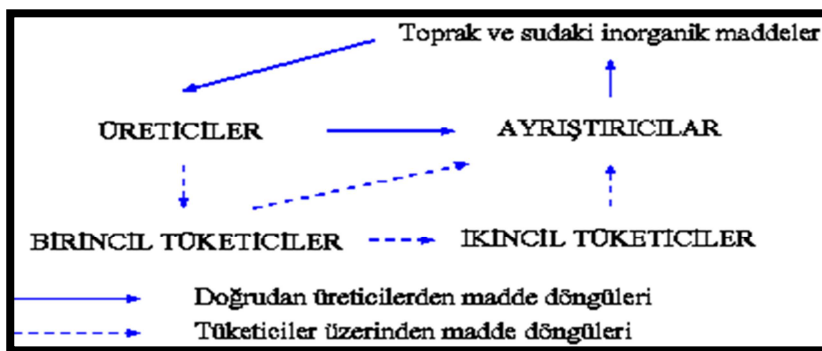 Toprak ve sudaki inorganik maddeler
ÜRETİCİLER AYRIŞTIRICILAR
BİRİNCİL TÜKETİCİLER İKİNCİL TÜKETİCİLER
Doğrudan üreticilerden madde döngüleri
Tüketiciler üzerinden madde döngüleri